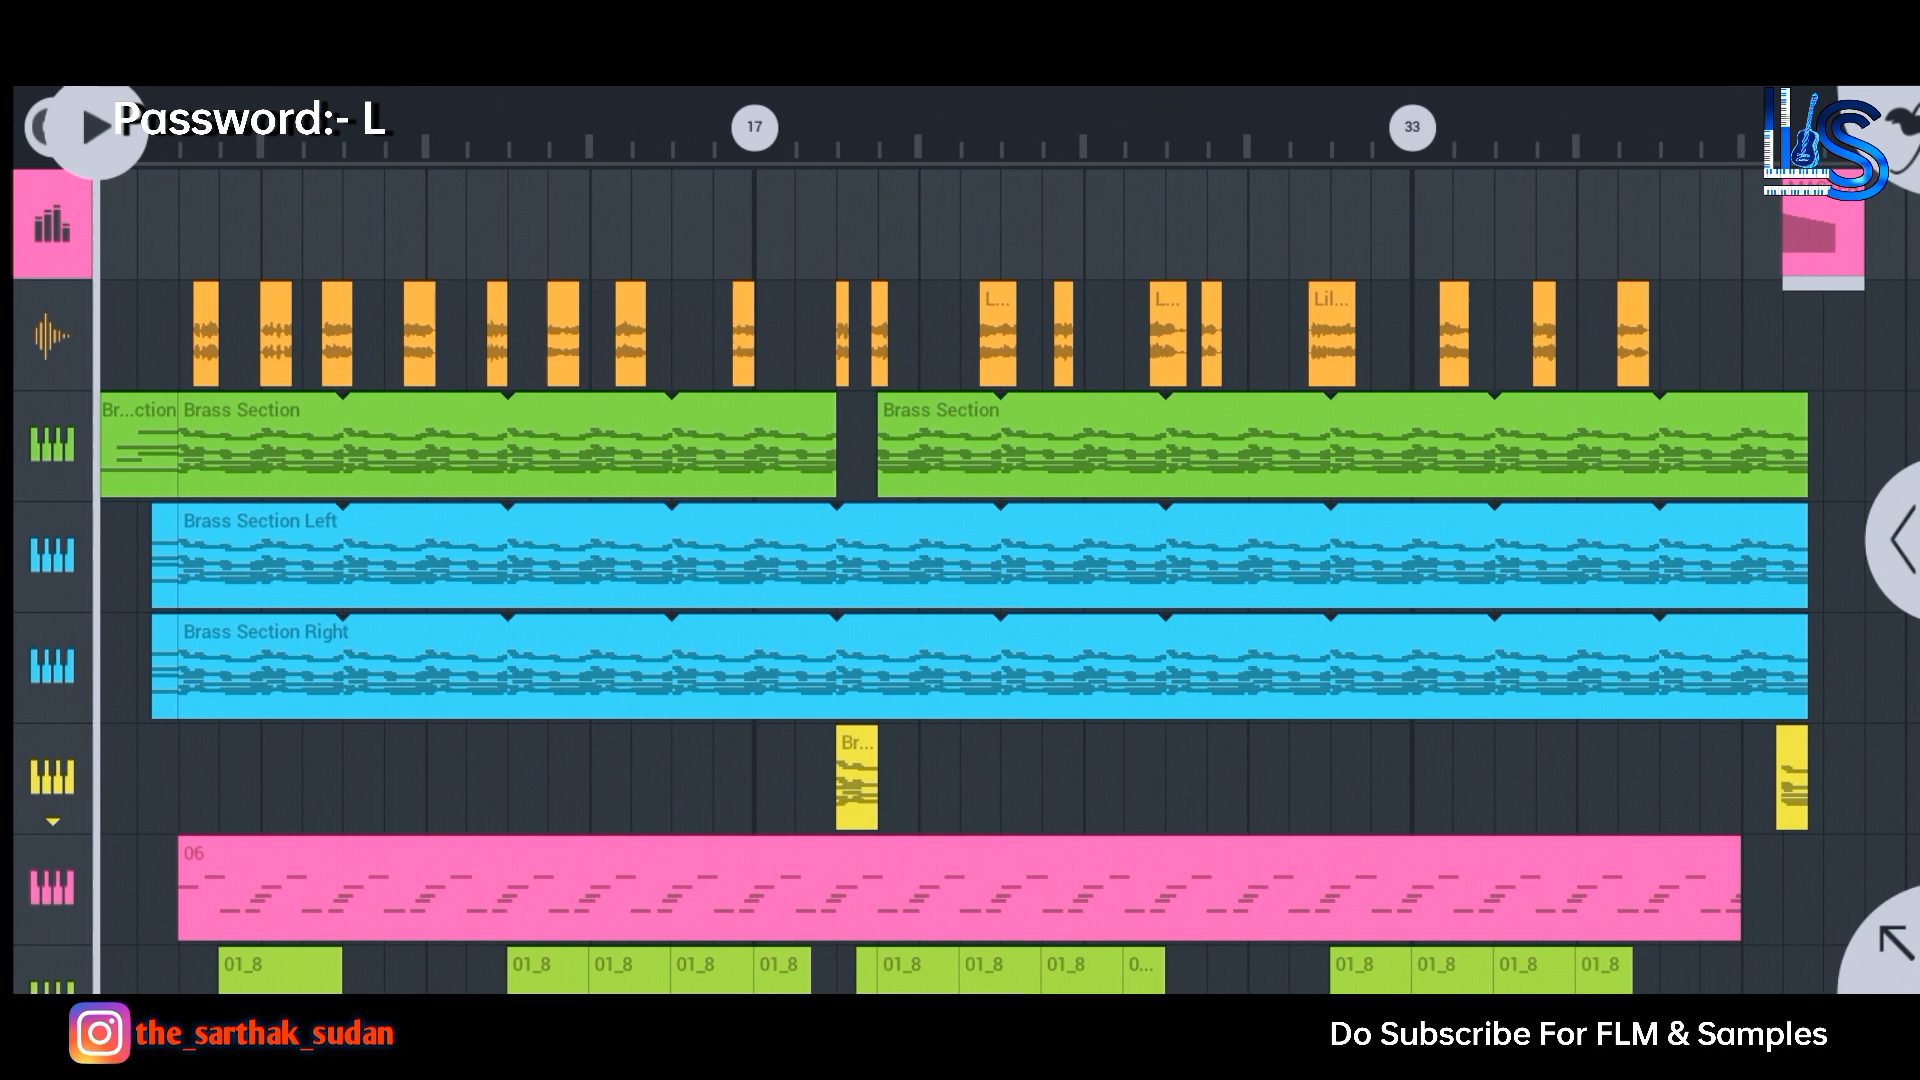 Password:- L
17
33
LS
L...
L...
Lil...
Br...ction
Brass Section
Brass Section
Brass Section Left
Brass Section Right
Br...
06
01_8
01_8
01_8
01_8
01_8
01_8
01_8
01_8
0...
01_8
01_8
01_8
01_8
the_sarthak_sudan
Do Subscribe For FLM & Samples